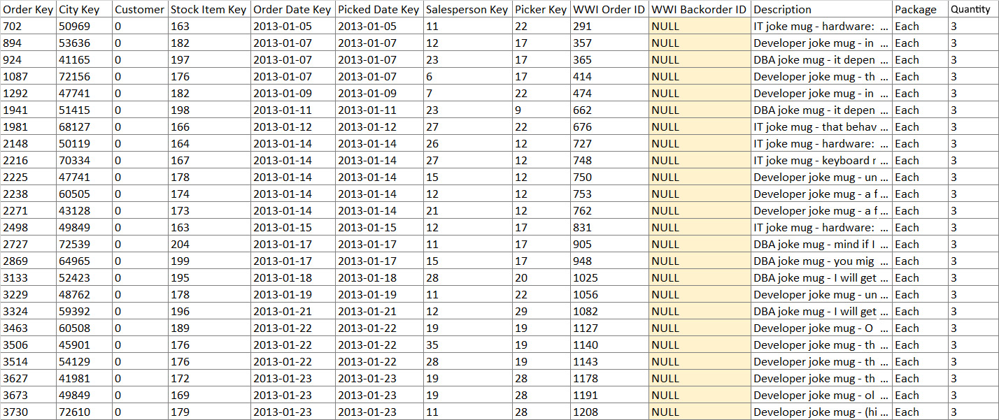 Order Key City Key Customer Stock Item Key Order Date Key Picked Date Key Salesperson Key Picker Key WWI Order ID WWI Backorder ID Description Package Quantity
702 50969 0 163 2013-01-05 2013-01-05 11 22 291 NULL IT joke mug - hardware: ... Each 3
894 53636 0 182 2013-01-07 2013-01-07 12 17 357 NULL Developer joke mug - in ... Each 3
924 41165 0 197 2013-01-07 2013-01-07 23 17 365 NULL DBA joke mug - it depen ... Each 3
1087 72156 0 176 2013-01-07 2013-01-07 6 17 414 NULL Developer joke mug - th ... Each 3
1292 47741 0 182 2013-01-09 2013-01-09 7 22 474 NULL Developer joke mug - in ... Each 3
1941 51415 0 198 2013-01-11 2013-01-11 23 9 662 NULL DBA joke mug - it depen ... Each 3
1981 68127 0 166 2013-01-12 2013-01-12 27 22 676 NULL IT joke mug - that behav ... Each 3
2148 50119 0 164 2013-01-14 2013-01-14 26 12 727 NULL IT joke mug - hardware: ... Each 3
2216 70334 0 167 2013-01-14 2013-01-14 27 12 748 NULL IT joke mug - keyboard r ... Each 3
2225 47741 0 178 2013-01-14 2013-01-14 15 12 750 NULL Developer joke mug - un ... Each 3
2238 60505 0 174 2013-01-14 2013-01-14 12 12 753 NULL Developer joke mug - a f ... Each 3
2271 43128 0 173 2013-01-14 2013-01-14 21 12 762 NULL Developer joke mug - a f ... Each 3
2498 49849 0 163 2013-01-15 2013-01-15 12 17 831 NULL IT joke mug - hardware: ... Each 3
2727 72539 0 204 2013-01-17 2013-01-17 11 17 905 NULL DBA joke mug - mind if I ... Each 3
2869 64965 0 199 2013-01-17 2013-01-17 15 17 948 NULL DBA joke mug - you mig ... Each 3
3133 52423 0 195 2013-01-18 2013-01-18 28 20 1025 NULL DBA joke mug - I will get ... Each 3
3229 48762 0 178 2013-01-19 2013-01-19 11 22 1056 NULL Developer joke mug - un ... Each 3
3324 59392 0 196 2013-01-21 2013-01-21 12 29 1082 NULL DBA joke mug - I will get ... Each 3
3463 60508 0 189 2013-01-22 2013-01-22 19 19 1127 NULL Developer joke mug - O ... Each 3
3506 45901 0 176 2013-01-22 2013-01-22 35 19 1140 NULL Developer joke mug - th ... Each 3
3514 54129 0 176 2013-01-22 2013-01-22 28 19 1143 NULL Developer joke mug - th ... Each 3
3627 41981 0 172 2013-01-23 2013-01-23 19 28 1178 NULL Developer joke mug - th ... Each 3
3673 49849 0 169 2013-01-23 2013-01-23 19 28 1191 NULL Developer joke mug - ol ... Each 3
3730 72610 0 179 2013-01-23 2013-01-23 11 28 1208 NULL Developer joke mug - (hi ... Each 3